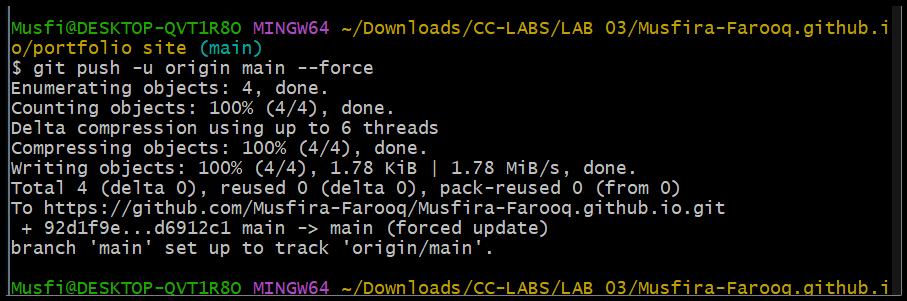 Musfi@DESKTOP-QVT1R8O MINGW64 ~/Downloads/CC-LABS/LAB 03/Musfira-Farooq.github.i
o/portfolio site (main)
$ git push -u origin main --force
Enumerating objects: 4, done.
Counting objects: 100% (4/4), done.
Delta compression using up to 6 threads
Compressing objects: 100% (4/4), done.
Writing objects: 100% (4/4), 1.78 KiB | 1.78 MiB/s, done.
Total 4 (delta 0), reused 0 (delta 0), pack-reused 0 (from 0)
To https://github.com/Musfira-Farooq/Musfira-Farooq.github.io.git
 + 92d1f9e...d6912c1 main -> main (forced update)
branch 'main' set up to track 'origin/main'.
Musfi@DESKTOP-QVT1R8O MINGW64 ~/Downloads/CC-LABS/LAB 03/Musfira-Farooq.github.i